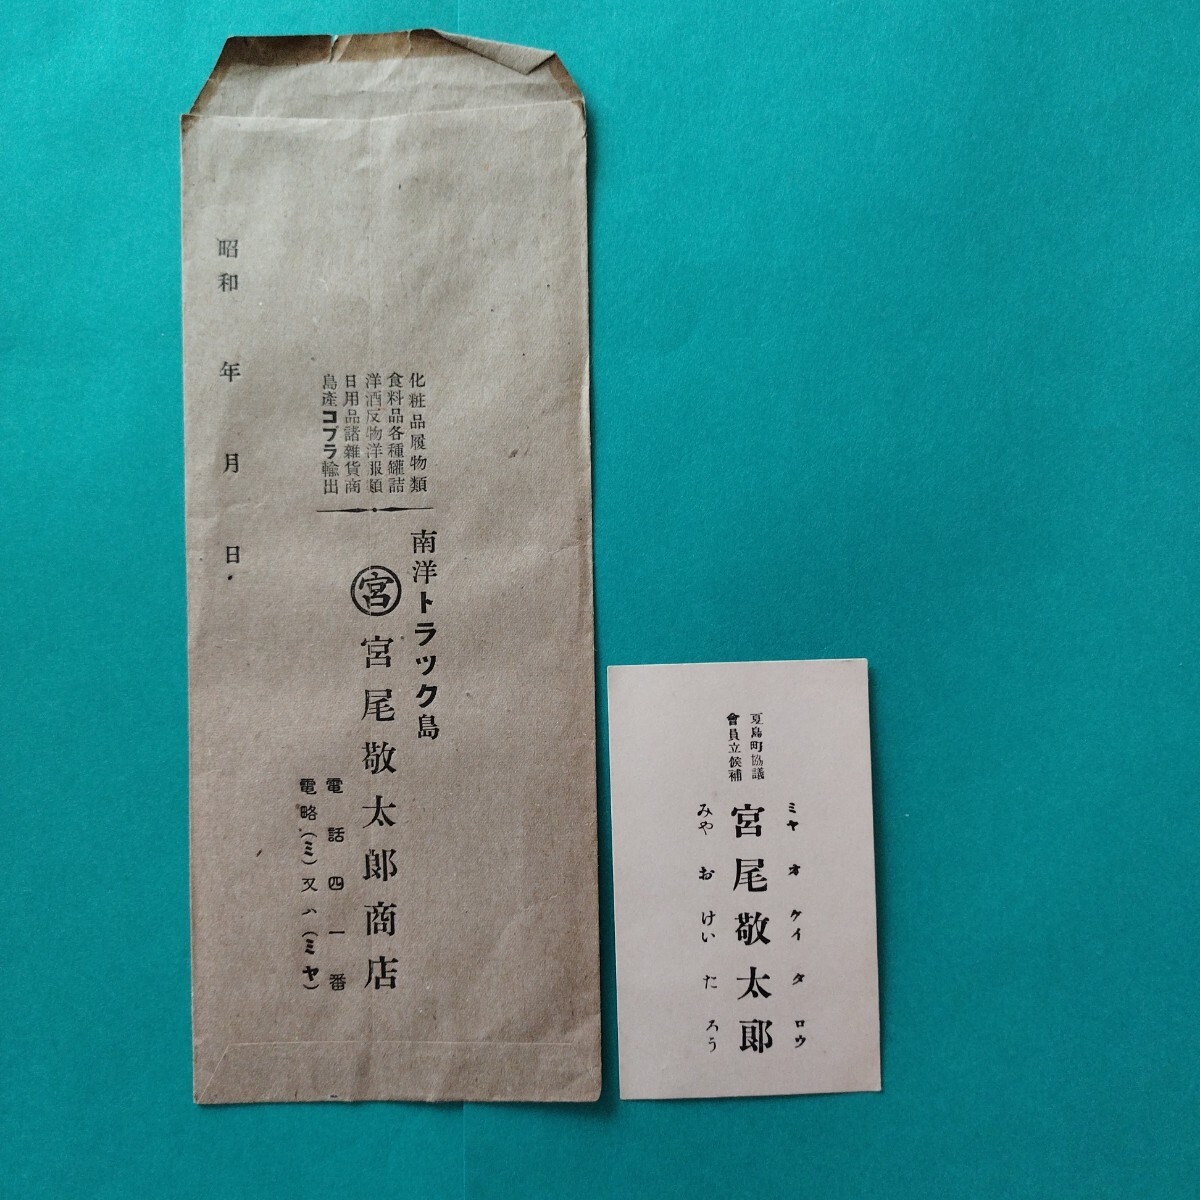 化粧品履物類
食料品各種罐詰
洋酒反物洋服類
日用品諸雜貨商
島產コプラ輸出
南洋トラック島
宮 宮尾敬太郎商店
電話四一番
電略(ミ)又ハ(ミヤ)
昭和 年 月 日
夏島町協議
會員立候補
ミヤオケイタロウ
宮尾敬太郎
みやおけいたろう